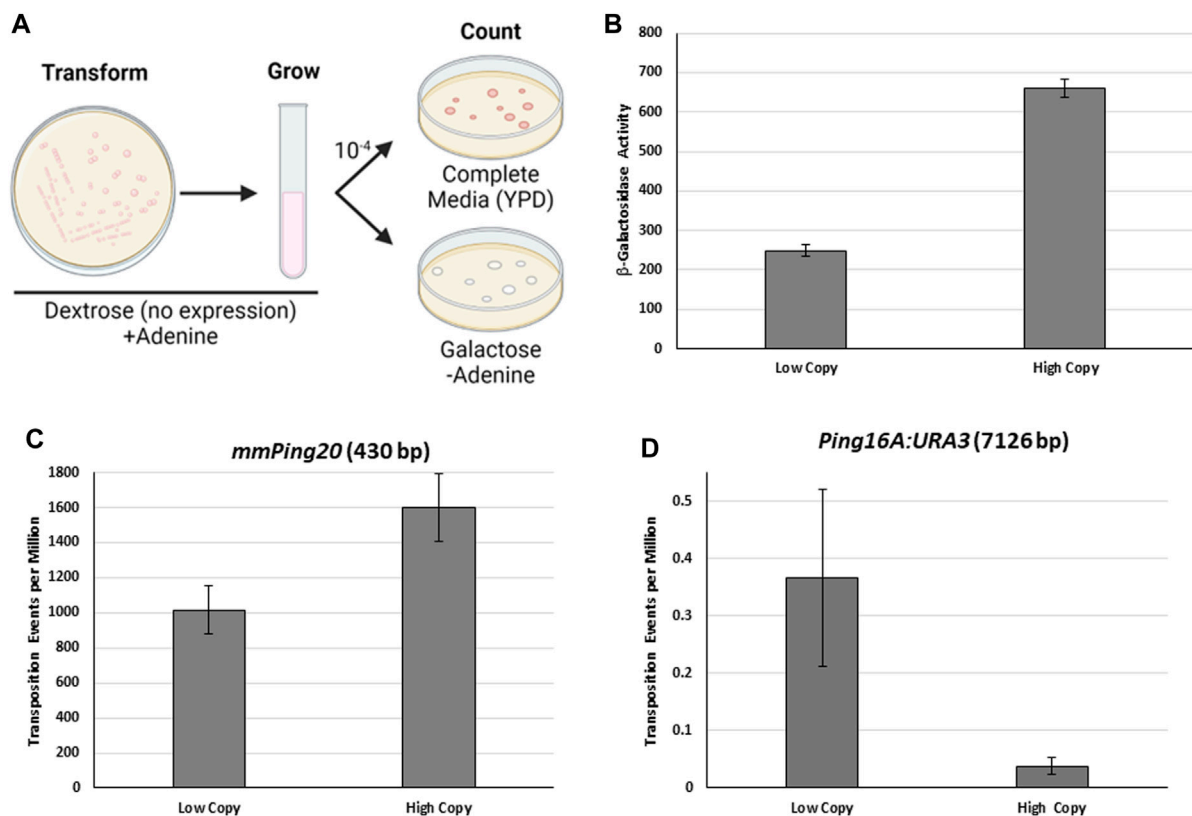 A
Transform
Grow
Count
10-4
Complete
Media (YPD)
Dextrose (no expression)
+Adenine
Galactose
-Adenine
B
β-Galactosidase Activity
800
700
600
500
400
300
200
100
0
Low Copy
High Copy
C
mmPing20 (430 bp)
Transposition Events per Million
1800
1600
1400
1200
1000
800
600
400
200
0
Low Copy
High Copy
D
Ping16A:URA3 (7126 bp)
Transposition Events per Million
0.5
0.4
0.3
0.2
0.1
0
Low Copy
High Copy